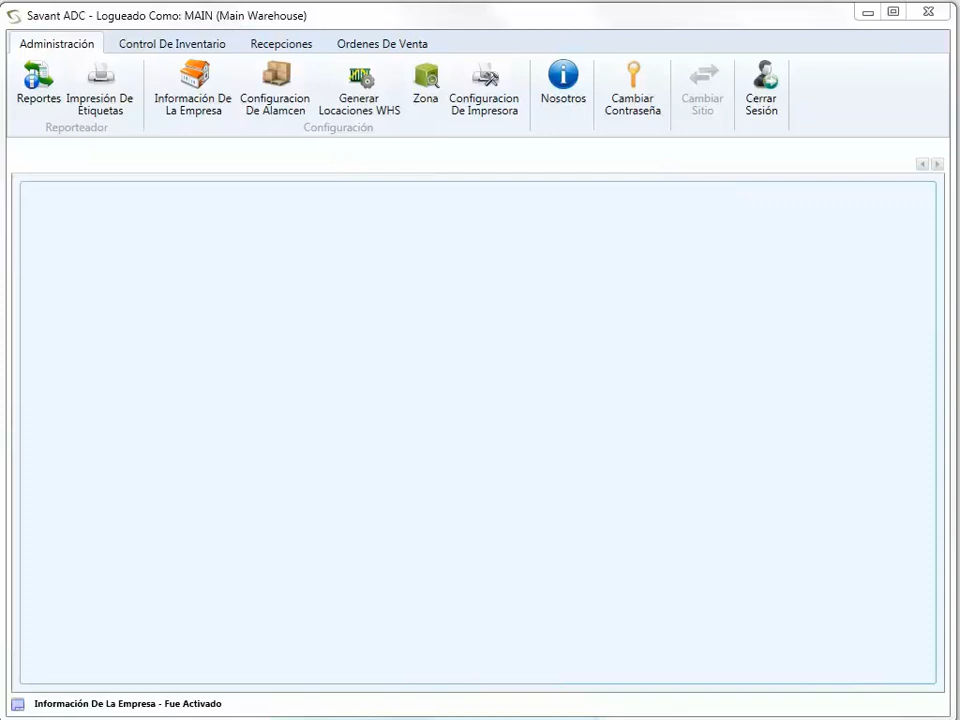 Savant ADC - Logueado Como: MAIN (Main Warehouse)
Administración Control De Inventario Recepciones Ordenes De Venta
Reportes
Impresión De
Etiquetas
Información De
La Empresa
Configuracion
De Alamcen
Generar
Locaciones WHS
Zona
Configuracion
De Impresora
Nosotros
Cambiar
Contraseña
Cambiar
Sitio
Cerrar
Sesión
Reporteador
Configuración
Información De La Empresa - Fue Activado